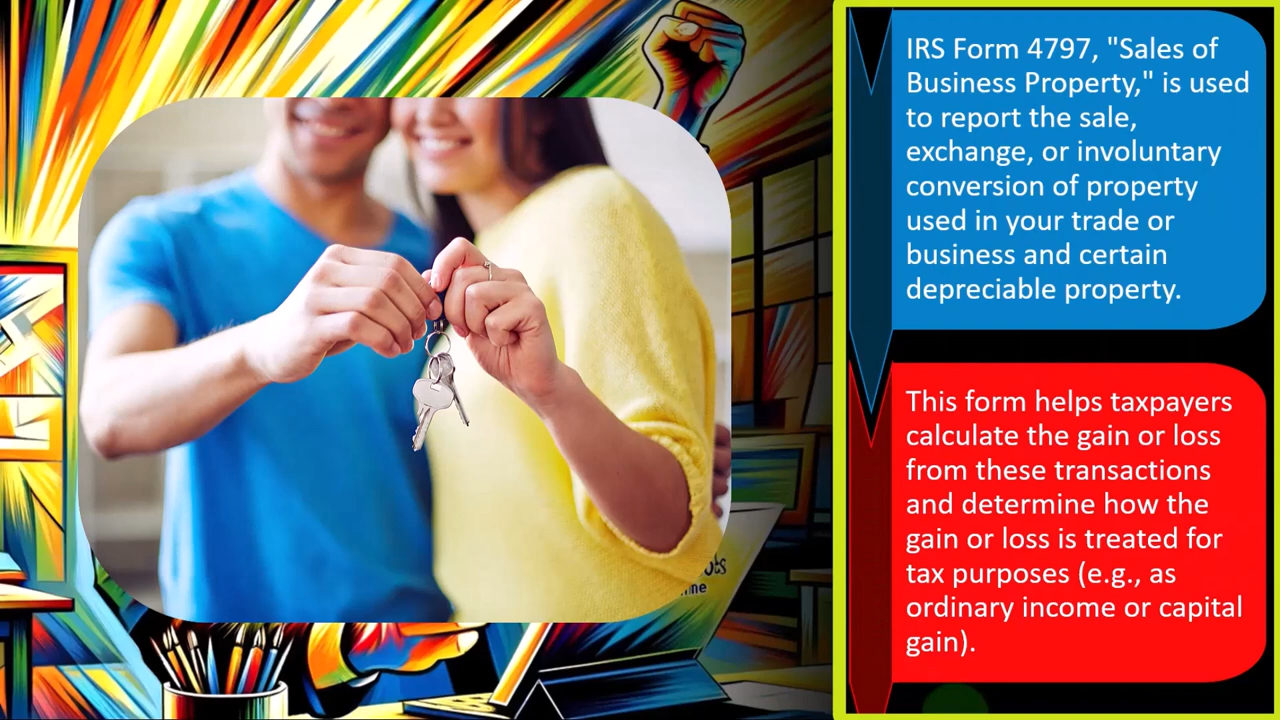 IRS Form 4797, "Sales of
Business Property," is used
to report the sale,
exchange, or involuntary
conversion of property
used in your trade or
business and certain
depreciable property.
This form helps taxpayers
calculate the gain or loss
from these transactions
and determine how the
gain or loss is treated for
tax purposes (e.g., as
ordinary income or capital
gain).